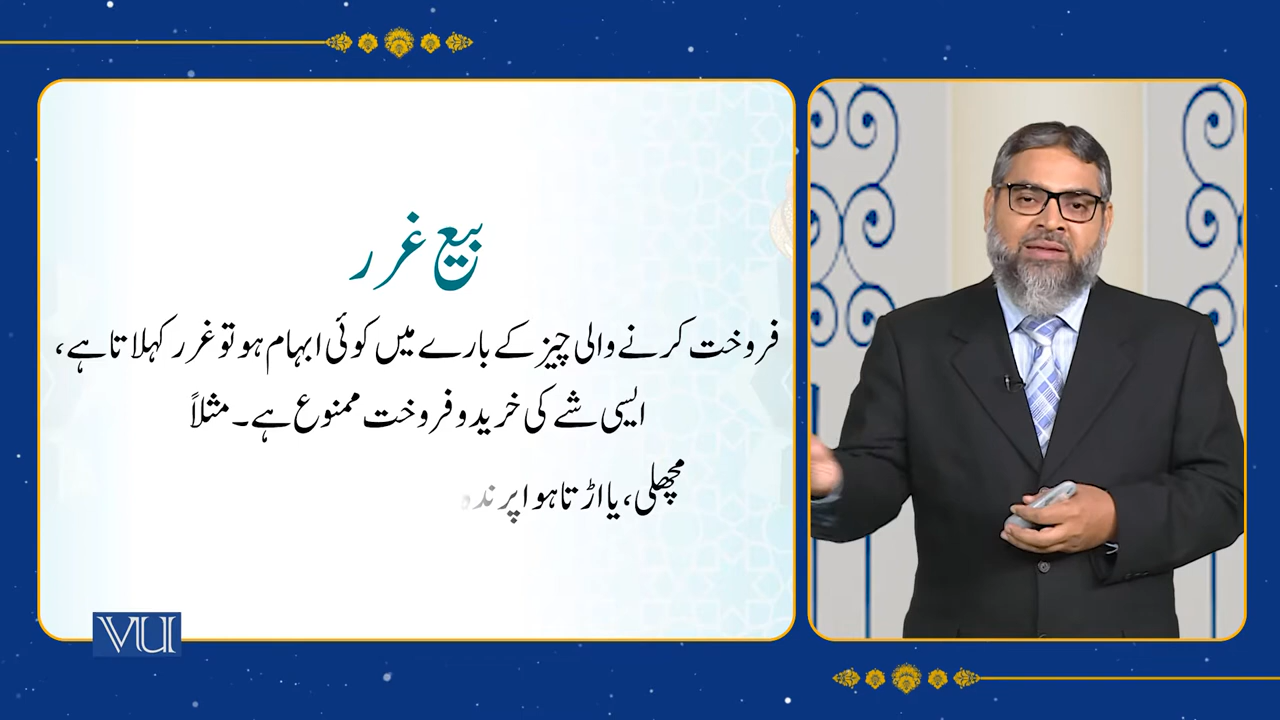 بیع غرر
فروخت کرنے والی چیز کے بارے میں کوئی ابہام ہو تو غرر کہلاتا ہے،
ایسی شے کی خرید و فروخت ممنوع ہے۔ مثلاً
مچھلی، یا اڑتا ہوا پرندہ
VU